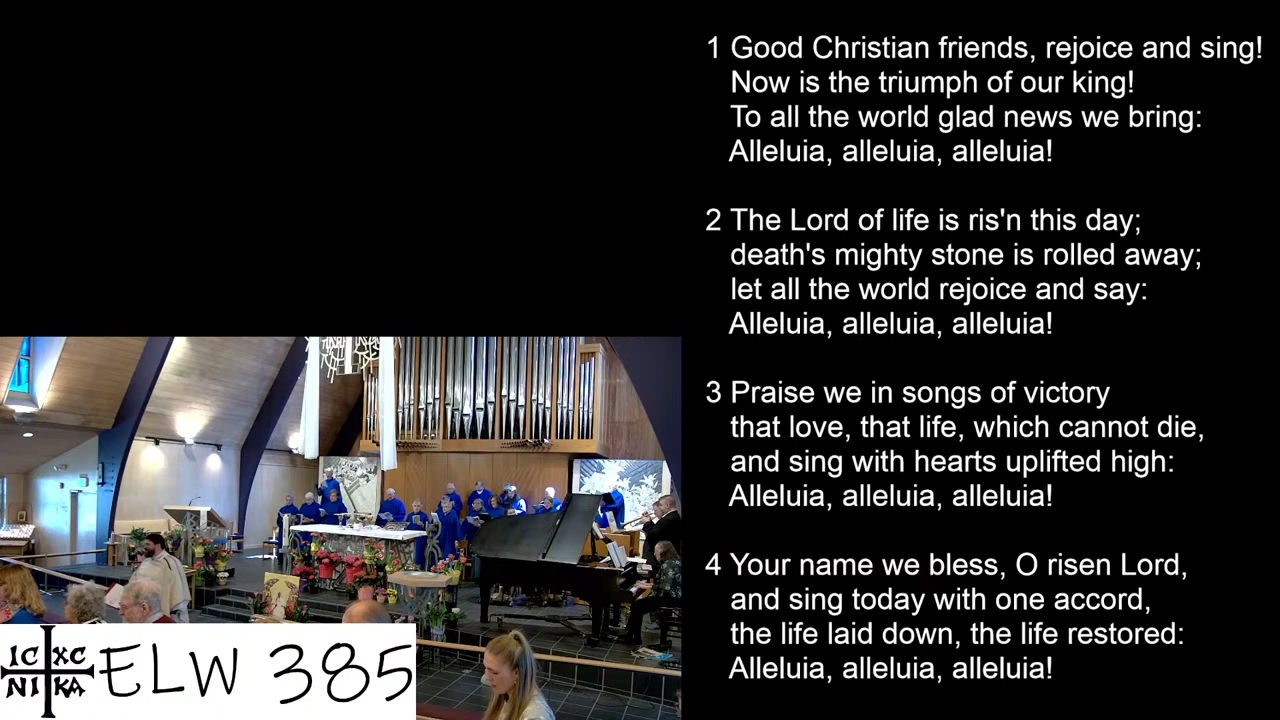 1 Good Christian friends, rejoice and sing!
Now is the triumph of our king!
To all the world glad news we bring:
Alleluia, alleluia, alleluia!
2 The Lord of life is ris'n this day;
death's mighty stone is rolled away;
let all the world rejoice and say:
Alleluia, alleluia, alleluia!
3 Praise we in songs of victory
that love, that life, which cannot die,
and sing with hearts uplifted high:
Alleluia, alleluia, alleluia!
4 Your name we bless, O risen Lord,
and sing today with one accord,
the life laid down, the life restored:
Alleluia, alleluia, alleluia!
IC XC
NI KA
ELW 385